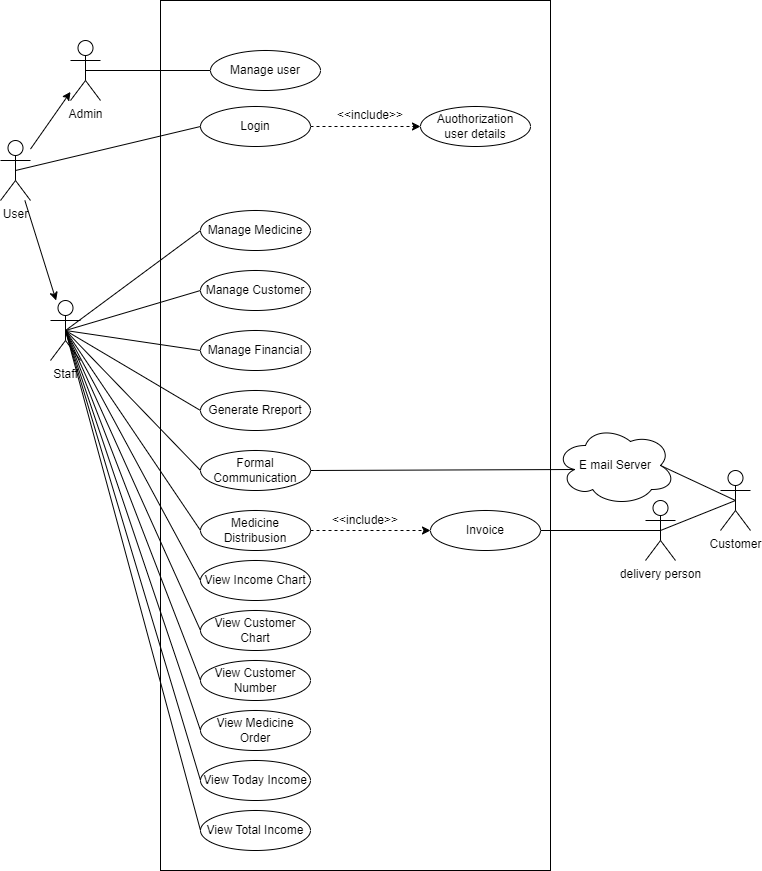 Manage user
Admin
Login
<<include>>
Auothorization
user details
User
Manage Medicine
Manage Customer
Manage Financial
Staff
Generate Rreport
Formal
Communication
E mail Server
Medicine
Distribusion
<<include>>
Invoice
Customer
delivery person
View Income Chart
View Customer
Chart
View Customer
Number
View Medicine
Order
View Today Income
View Total Income